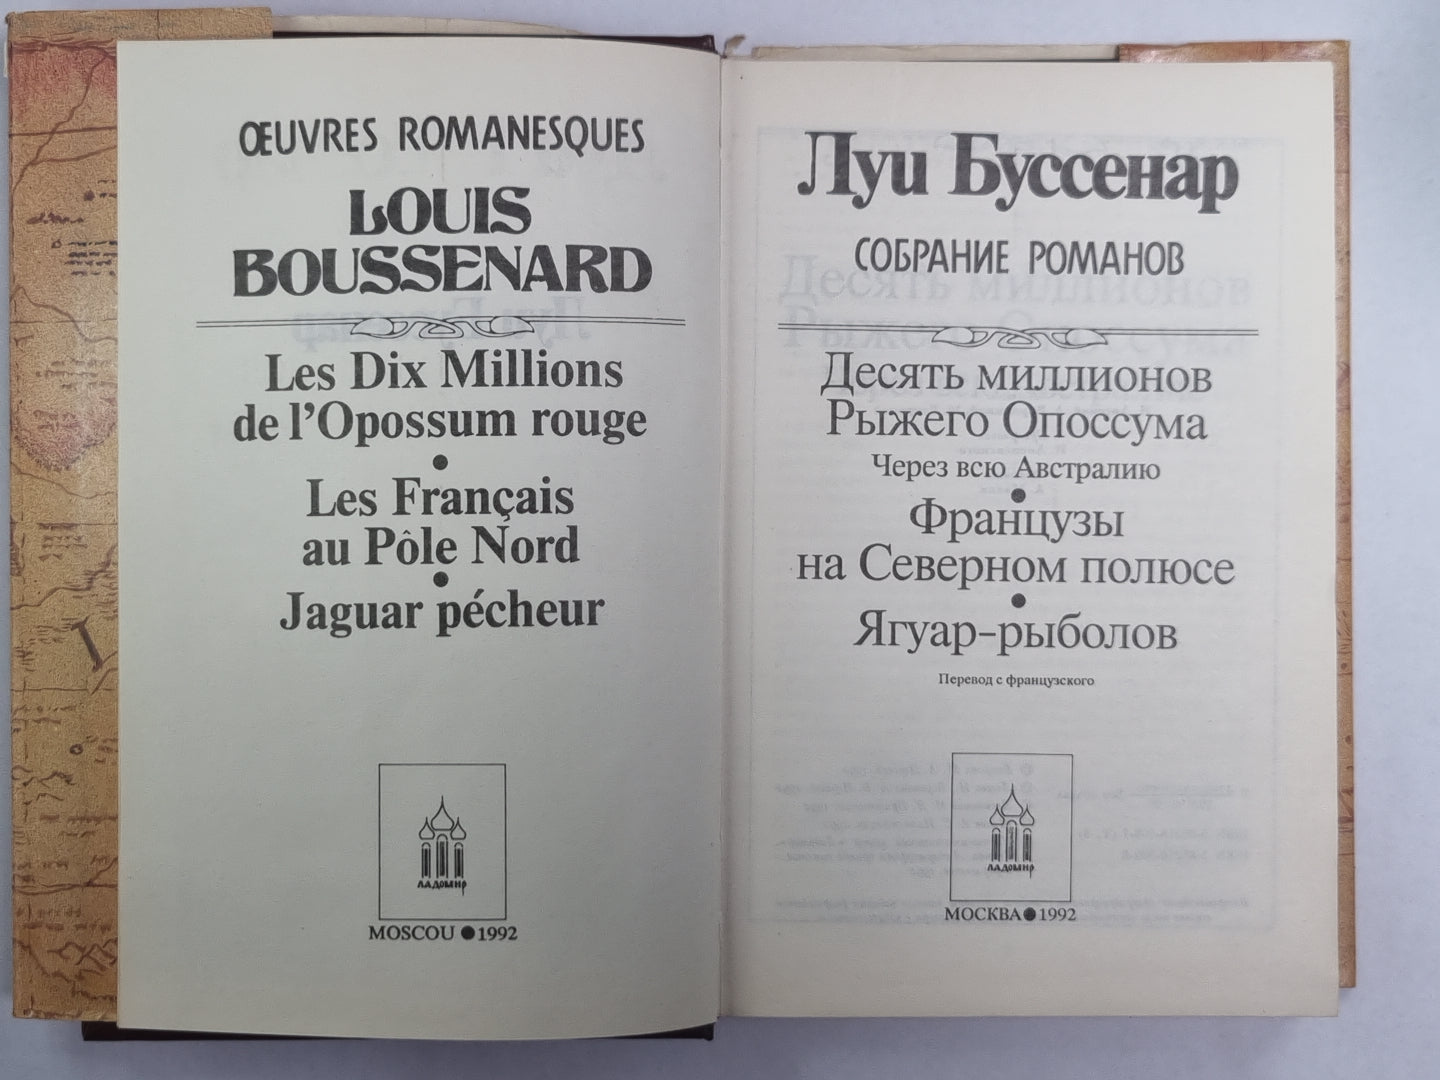 ŒUVRES ROMANESQUES
LOUIS
BOUSSENARD
Les Dix Millions
de l'Opossum rouge
●
Les Français
au Pôle Nord
●
Jaguar pécheur
ЛАДОМИР
MOSCOU ● 1992
Луи Буссенар
СОБРАНИЕ РОМАНОВ
Десять миллионов
Рыжего Опоссума
Через всю Австралию
●
Французы
на Северном полюсе
●
Ягуар-рыболов
Перевод с французского
ЛАДОМИР
МОСКВА ● 1992